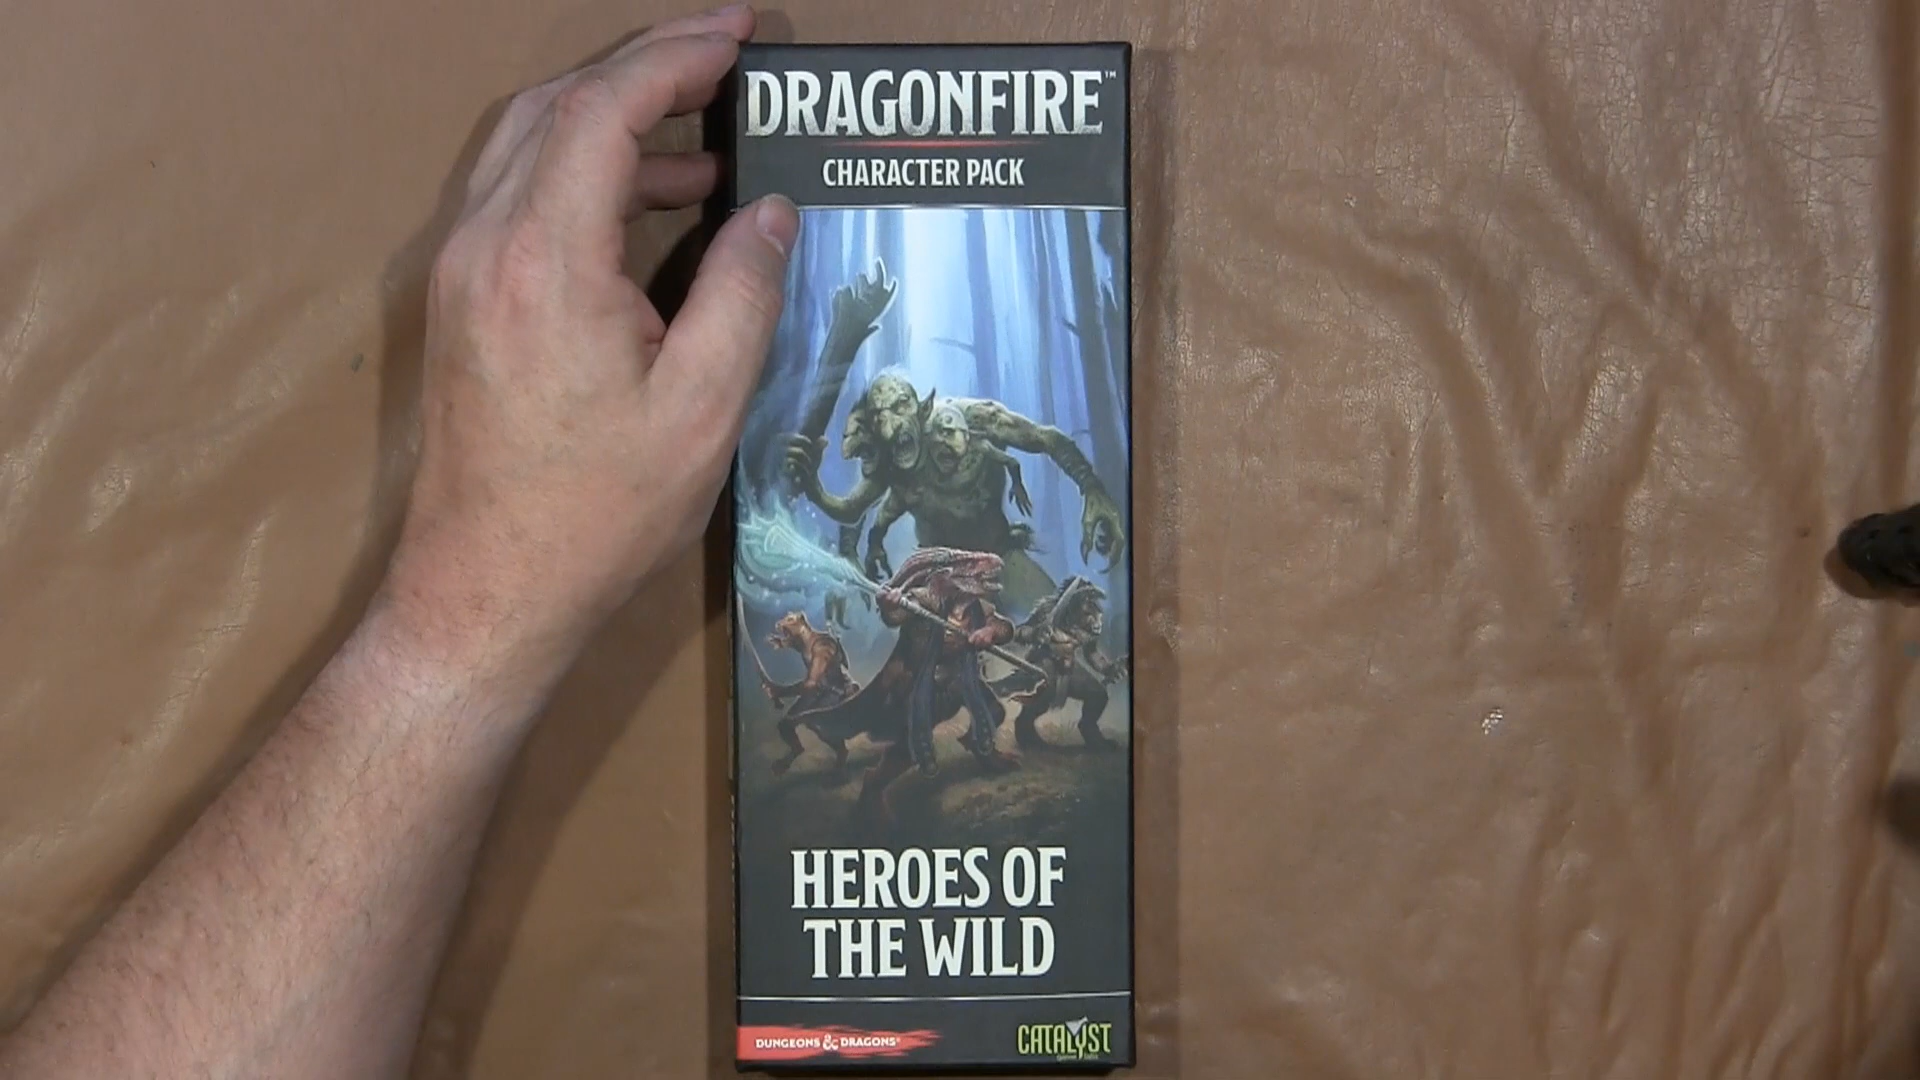 DRAGONFIRE™
CHARACTER PACK
HEROES OF
THE WILD
DUNGEONS & DRAGONS®
CATALYST